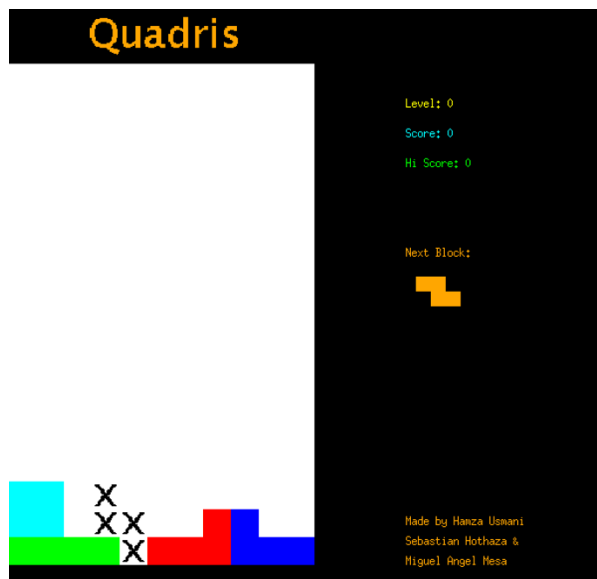 Quadris
Level: 0
Score: 0
Hi Score: 0
Next Block:
X
X X
X
Made by Hamza Usmani
Sebastian Hothaza &
Miguel Angel Mesa